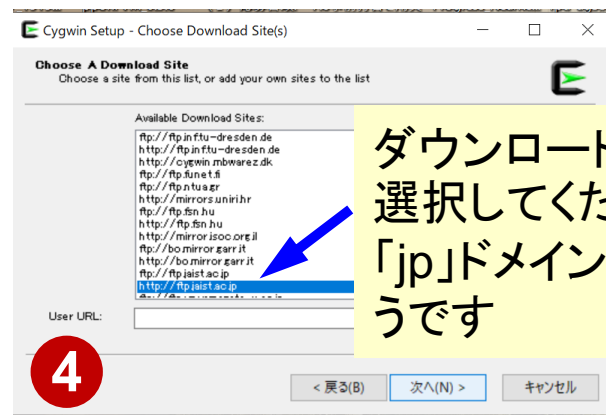 Cygwin Setup - Choose Download Site(s)
Choose A Download Site
Choose a site from this list, or add your own sites to the list
Available Download Sites:
ftp://ftp.inf.tu-dresden.de
http://ftp.inf.tu-dresden.de
http://cygwin.mbwarez.dk
ftp://ftp.funet.fi
ftp://ftp.ntua.gr
http://mirrors.uniri.hr
ftp://ftp.fsn.hu
http://ftp.fsn.hu
http://mirror.isoc.org.il
ftp://bo.mirror.garr.it
http://bo.mirror.garr.it
ftp://ftp.jaist.ac.jp
http://ftp.jaist.ac.jp
ダウンロード
選択してくだ
「jp」ドメイン
うです
User URL:
4
< 戻る(B)
次へ(N) >
キャンセル